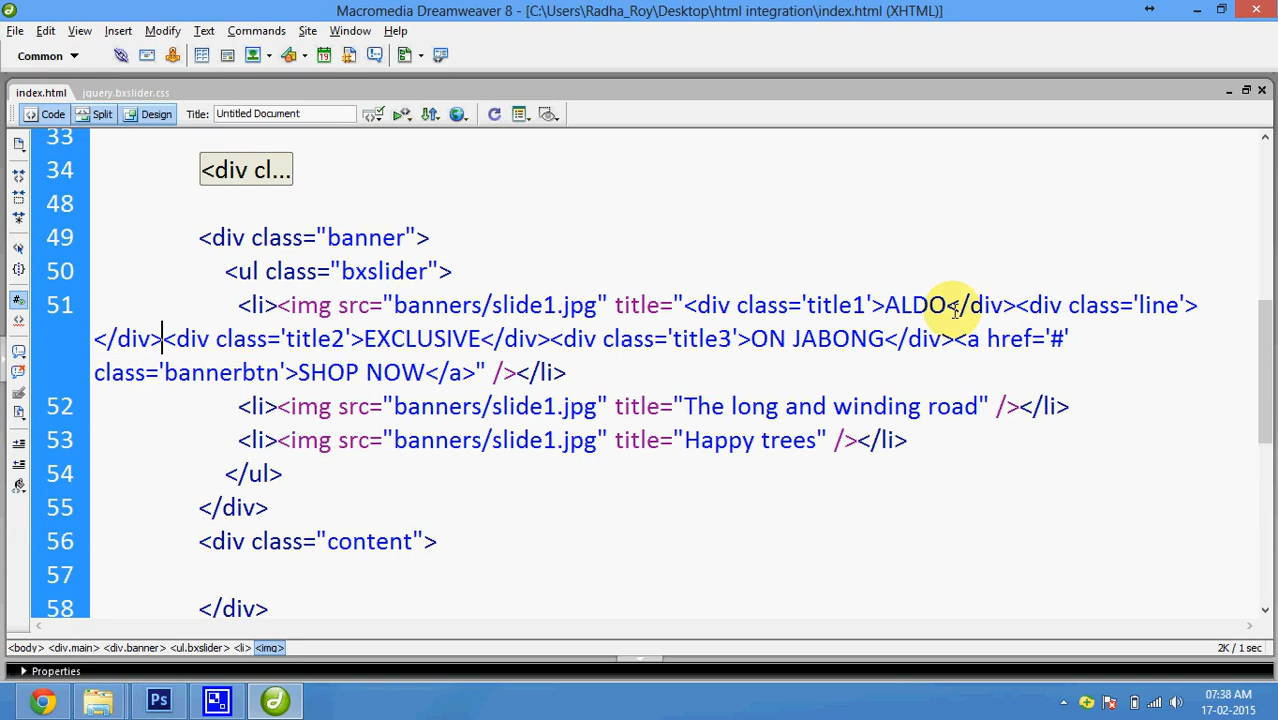 Macromedia Dreamweaver 8 - [C:\Users\Radha_Roy\Desktop\html integration\index.html (XHTML)]
File Edit View Insert Modify Text Commands Site Window Help
Common
index.html jquery.bxslider.css
Code Split Design Title: Untitled Document
33
34 <div cl...
48
49 <div class="banner">
50 <ul class="bxslider">
51 <li><img src="banners/slide1.jpg" title="<div class='title1'>ALDO</div><div class='line'>
</div><div class='title2'>EXCLUSIVE</div><div class='title3'>ON JABONG</div><a href='#'
class='bannerbtn'>SHOP NOW</a>" /></li>
52 <li><img src="banners/slide1.jpg" title="The long and winding road" /></li>
53 <li><img src="banners/slide1.jpg" title="Happy trees" /></li>
54 </ul>
55 </div>
56 <div class="content">
57
58 </div>
<body> <div.main> <div.banner> <ul.bxslider> <li> <img> 2K / 1 sec
Properties
Ps
07:38 AM
17-02-2015